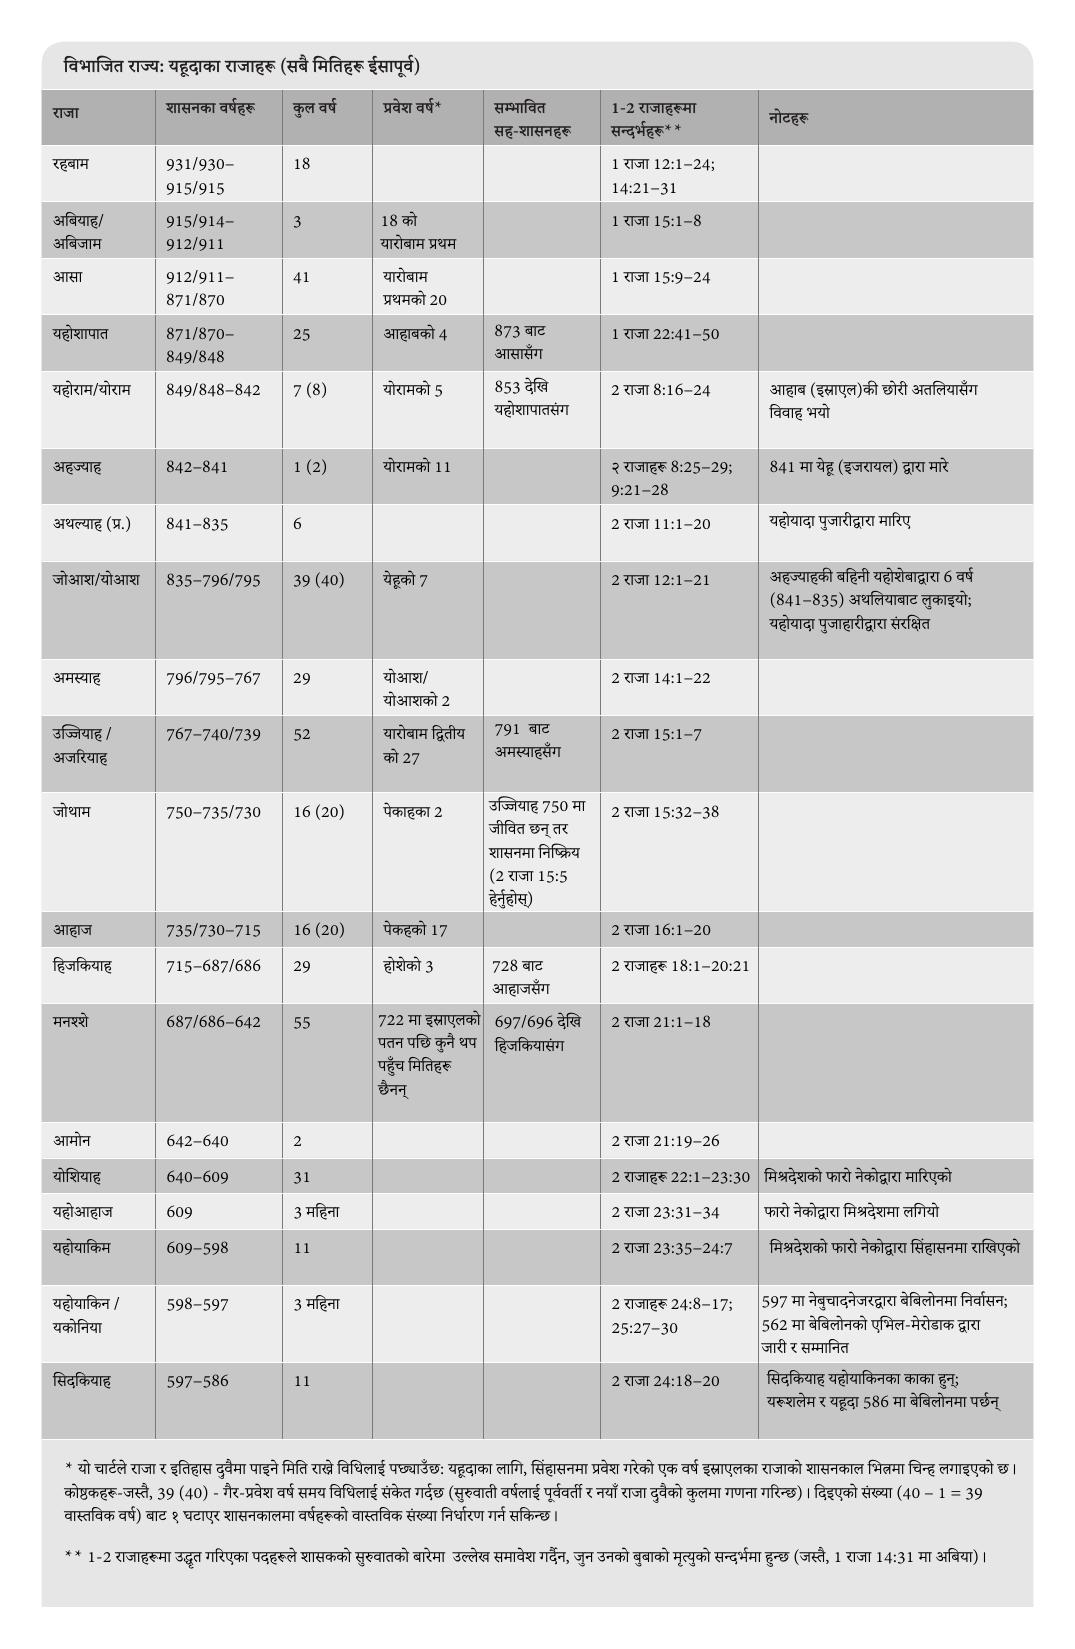 विभाजित राज्य: यहूदाका राजाहरू (सबै मितिहरू ईसापूर्व)
राजा
शासनका वर्षहरू
कुल वर्ष
प्रवेश वर्ष*
सम्भावित
सह-शासनहरू
1-2 राजाहरूमा
सन्दर्भहरू**
नोटहरू
रहबाम
931/930–
915/915
18
1 राजा 12:1–24;
14:21–31
अबियाह/
अबिजाम
915/914–
912/911
3
18 को
यारोबाम प्रथम
1 राजा 15:1–8
आसा
912/911–
871/870
41
यारोबाम
प्रथमको 20
1 राजा 15:9–24
यहोशापात
871/870–
849/848
25
आहाबको 4
873 बाट
आसासँग
1 राजा 22:41–50
यहोराम/योराम
849/848–842
7 (8)
योरामको 5
853 देखि
यहोशापातसंग
2 राजा 8:16–24
आहाब (इस्राएल)की छोरी अतलियासँग
विवाह भयो
अहज्याह
842–841
1 (2)
योरामको 11
२ राजाहरू 8:25–29;
9:21–28
841 मा येहू (इजरायल) द्वारा मारे
अथल्याह (प्र.)
841–835
6
2 राजा 11:1–20
यहोयादा पुजारीद्वारा मारिए
जोआश/योआश
835–796/795
39 (40)
येहूको 7
2 राजा 12:1–21
अहज्याहकी बहिनी यहोशेबाद्वारा 6 वर्ष
(841–835) अथलियाबाट लुकाइयो;
यहोयादा पुजाहारीद्वारा संरक्षित
अमस्याह
796/795–767
29
योआश/
योआशको 2
2 राजा 14:1–22
उज्जियाह /
अजरियाह
767–740/739
52
यारोबाम द्वितीय
को 27
791 बाट
अमस्याहसँग
2 राजा 15:1–7
जोथाम
750–735/730
16 (20)
पेकाहका 2
उज्जियाह 750 मा
जीवित छन् तर
शासनमा निष्क्रिय
(2 राजा 15:5
हेर्नुहोस्)
2 राजा 15:32–38
आहाज
735/730–715
16 (20)
पेकहको 17
2 राजा 16:1–20
हिजकियाह
715–687/686
29
होशेको 3
728 बाट
आहाजसँग
2 राजाहरू 18:1–20:21
मनश्शे
687/686–642
55
722 मा इस्राएलको
पतन पछि कुनै थप
पहुँच मितिहरू
छैनन्
697/696 देखि
हिजकियासंग
2 राजा 21:1–18
आमोन
642–640
2
2 राजा 21:19–26
योशियाह
640–609
31
2 राजाहरू 22:1–23:30
मिश्रदेशको फारो नेकोद्वारा मारिएको
यहोआहाज
609
3 महिना
2 राजा 23:31–34
फारो नेकोद्वारा मिश्रदेशमा लगियो
यहोयाकिम
609–598
11
2 राजा 23:35–24:7
मिश्रदेशको फारो नेकोद्वारा सिंहासनमा राखिएको
यहोयाकिन /
यकोनिया
598–597
3 महिना
2 राजाहरू 24:8–17;
25:27–30
597 मा नेबुचादनेजरद्वारा बेबिलोनमा निर्वासन;
562 मा बेबिलोनको एभिल-मेरोडाक द्वारा
जारी र सम्मानित
सिदकियाह
597–586
11
2 राजा 24:18–20
सिदकियाह यहोयाकिनका काका हुन्;
यरूशलेम र यहूदा 586 मा बेबिलोनमा पर्छन्
* यो चार्टले राजा र इतिहास दुवैमा पाइने मिति राख्ने विधिलाई पछ्याउँछ: यहूदाका लागि, सिंहासनमा प्रवेश गरेको एक वर्ष इस्राएलका राजाको शासनकाल भित्रमा चिन्ह लगाइएको छ।
कोष्ठकहरू-जस्तै, 39 (40) - गैर-प्रवेश वर्ष समय विधिलाई संकेत गर्दछ (सुरुवाती वर्षलाई पूर्ववर्ती र नयाँ राजा दुवैको कुलमा गणना गरिन्छ)। दिइएको संख्या (40 – 1 = 39
वास्तविक वर्ष) बाट १ घटाएर शासनकालमा वर्षहरूको वास्तविक संख्या निर्धारण गर्न सकिन्छ।
** 1-2 राजाहरूमा उद्धृत गरिएका पदहरूले शासकको सुरुवातको बारेमा उल्लेख समावेश गर्दैन, जुन उनको बुबाको मृत्युको सन्दर्भमा हुन्छ (जस्तै, 1 राजा 14:31 मा अबिया)।